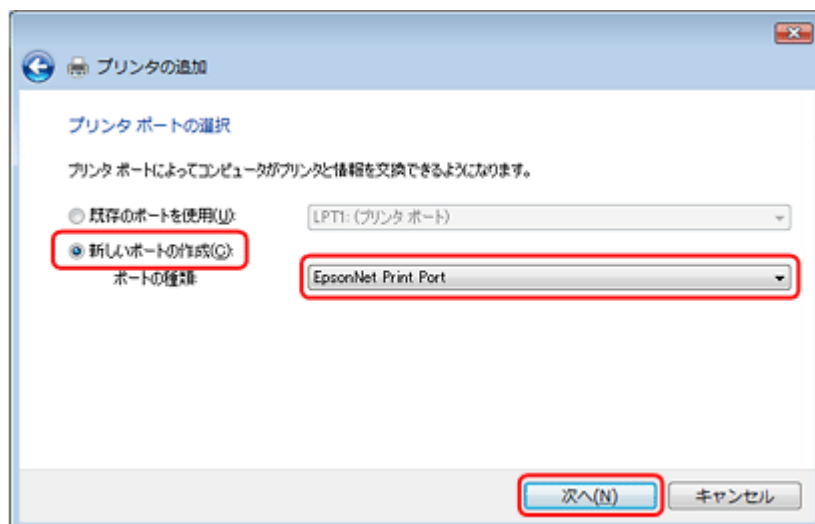 プリンタの追加
プリンタ ポートの選択
プリンタ ポートによってコンピュータがプリンタと情報を交換できるようになります。
既存のポートを使用(U): LPT1: (プリンタ ポート)
新しいポートの作成(C):
ポートの種類: EpsonNet Print Port
次へ(N) キャンセル